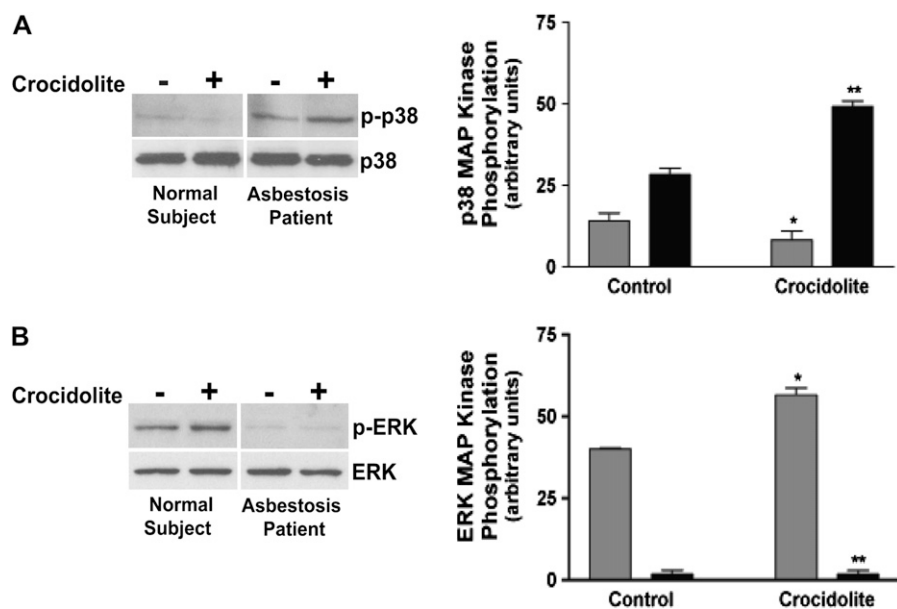 A
Crocidolite - + - +
p-p38
p38
Normal
Subject
Asbestosis
Patient
p38 MAP Kinase
Phosphorylation
(arbitrary units)
75
50
25
0
*
**
Control
Crocidolite
B
Crocidolite - + - +
p-ERK
ERK
Normal
Subject
Asbestosis
Patient
ERK MAP Kinase
Phosphorylation
(arbitrary units)
75
50
25
0
*
**
Control
Crocidolite